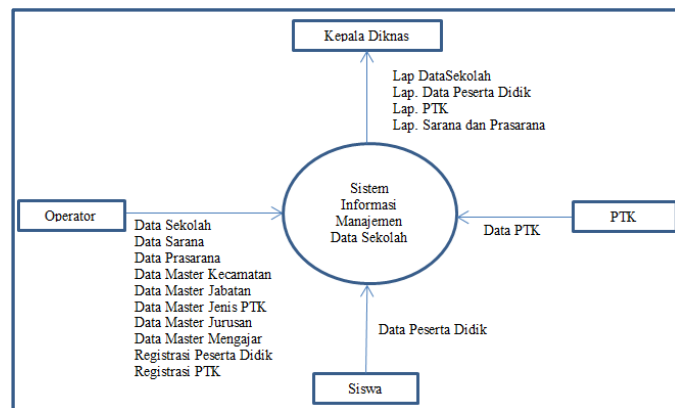 Kepala Diknas
Lap DataSekolah
Lap. Data Peserta Didik
Lap. PTK
Lap. Sarana dan Prasarana
Sistem
Informasi
Manajemen
Data Sekolah
Operator
Data Sekolah
Data Sarana
Data Prasarana
Data Master Kecamatan
Data Master Jabatan
Data Master Jenis PTK
Data Master Jurusan
Data Master Mengajar
Registrasi Peserta Didik
Registrasi PTK
PTK
Data PTK
Data Peserta Didik
Siswa